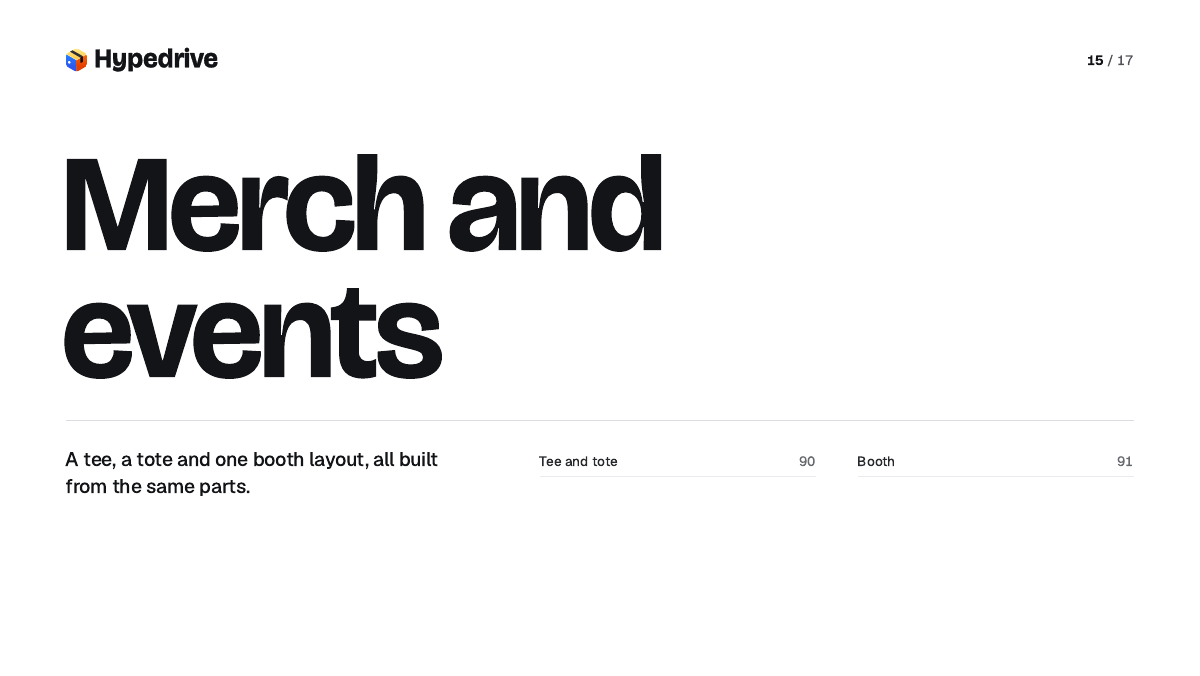 Hypedrive
15 / 17
Merch and
events
A tee, a tote and one booth layout, all built
from the same parts.
Tee and tote 90
Booth 91